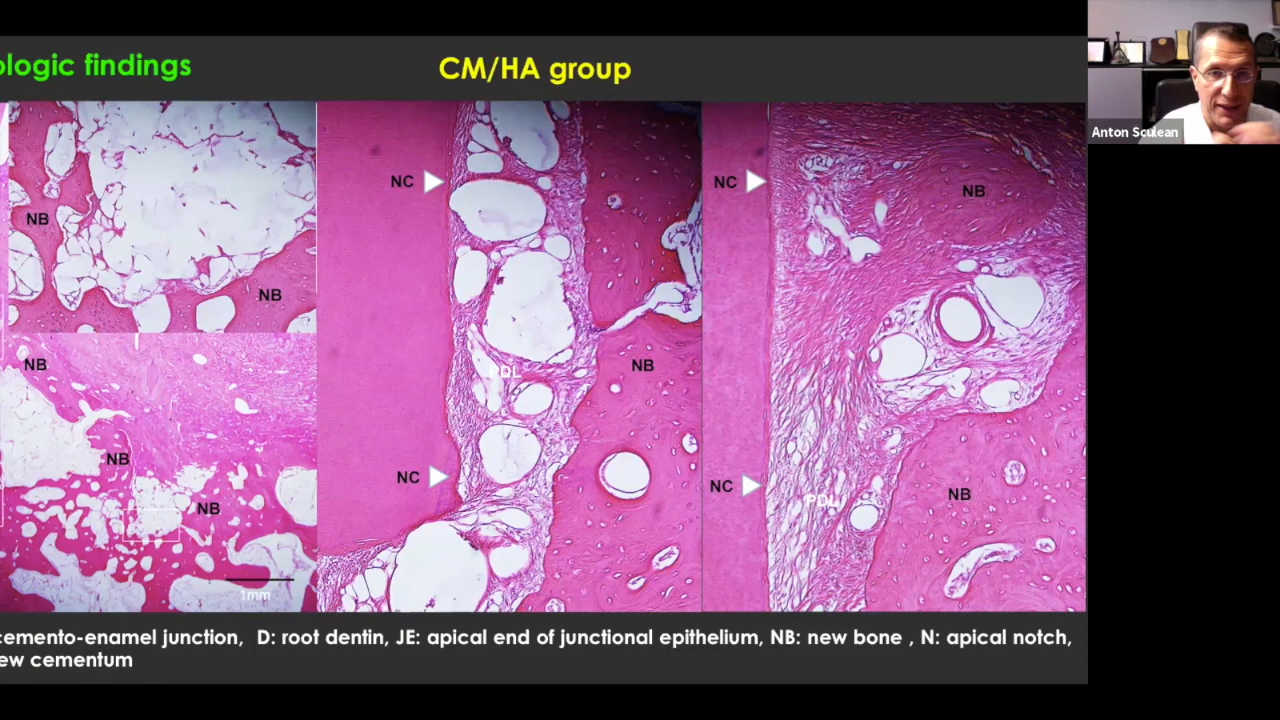 ologic findings
CM/HA group
Anton Sculean
NB
NB
NB
NB
NB
1mm
NC
NC
PDL
NB
NC
NC
NB
PDL
NB
cemento-enamel junction, D: root dentin, JE: apical end of junctional epithelium, NB: new bone , N: apical notch,
ew cementum